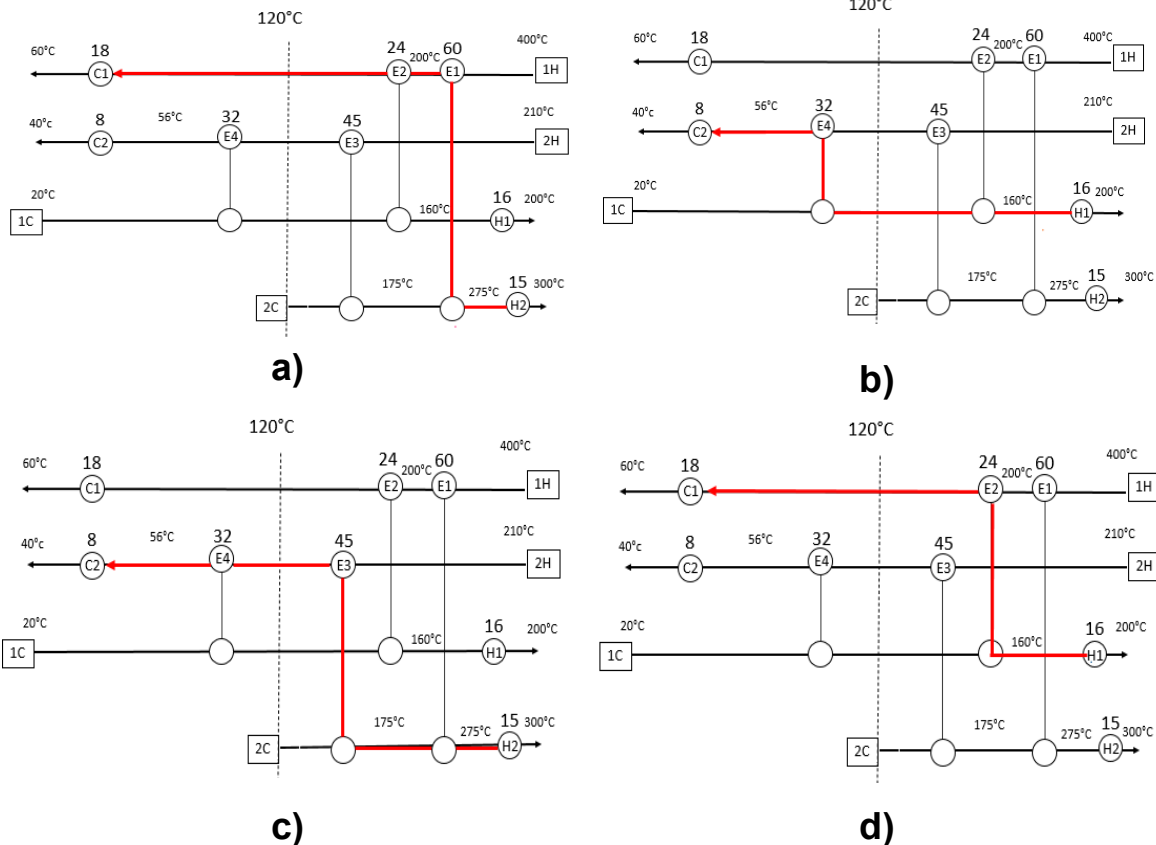 120°C
60°C 18 24 200°C 60 400°C
C1 E2 E1 1H
40°c 8 56°C 32 45 210°C
C2 E4 E3 2H
20°C 160°C 16 200°C
1C H1
175°C 275°C 15 300°C
2C H2
a)
120°C
60°C 18 24 200°C 60 400°C
C1 E2 E1 1H
40°c 8 56°C 32 45 210°C
C2 E4 E3 2H
20°C 160°C 16 200°C
1C H1
175°C 275°C 15 300°C
2C H2
b)
120°C
60°C 18 24 200°C 60 400°C
C1 E2 E1 1H
40°c 8 56°C 32 45 210°C
C2 E4 E3 2H
20°C 160°C 16 200°C
1C H1
175°C 275°C 15 300°C
2C H2
c)
120°C
60°C 18 24 200°C 60 400°C
C1 E2 E1 1H
40°c 8 56°C 32 45 210°C
C2 E4 E3 2H
20°C 160°C 16 200°C
1C H1
175°C 275°C 15 300°C
2C H2
d)